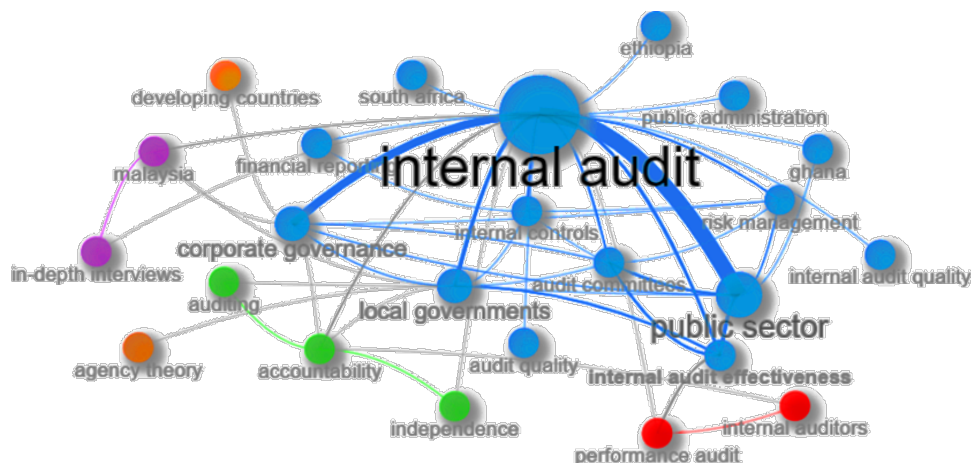 ethiopia
developing countries
south africa
public administration
financial reporting
internal audit
malaysia
ghana
corporate governance
internal controls
risk management
in-depth interviews
audit committees
internal audit quality
auditing
local governments
public sector
agency theory
accountability
audit quality
internal audit effectiveness
independence
internal auditors
performance audit